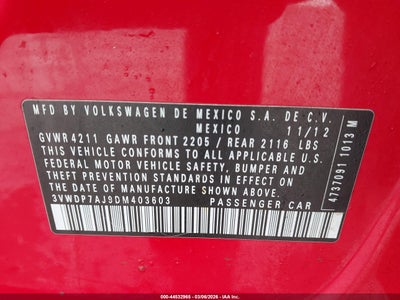 MFD BY VOLKSWAGEN DE MEXICO S.A. DE C.V.
MEXICO 11/12
GVWR 4211 GAWR FRONT 2205 / REAR 2116 LBS
THIS VEHICLE CONFORMS TO ALL APPLICABLE
FEDERAL MOTOR VEHICLE SAFETY, BUMPER AND
THEFT PREVENTION STANDARDS IN EFFECT ON
THE DATE OF MANUFACTURE SHOWN ABOVE.
3VWDP7AJ9DM403603 PASSENGER CAR
4737091 1013 M
000-44532965 - 03/06/2026 - IAA Inc.